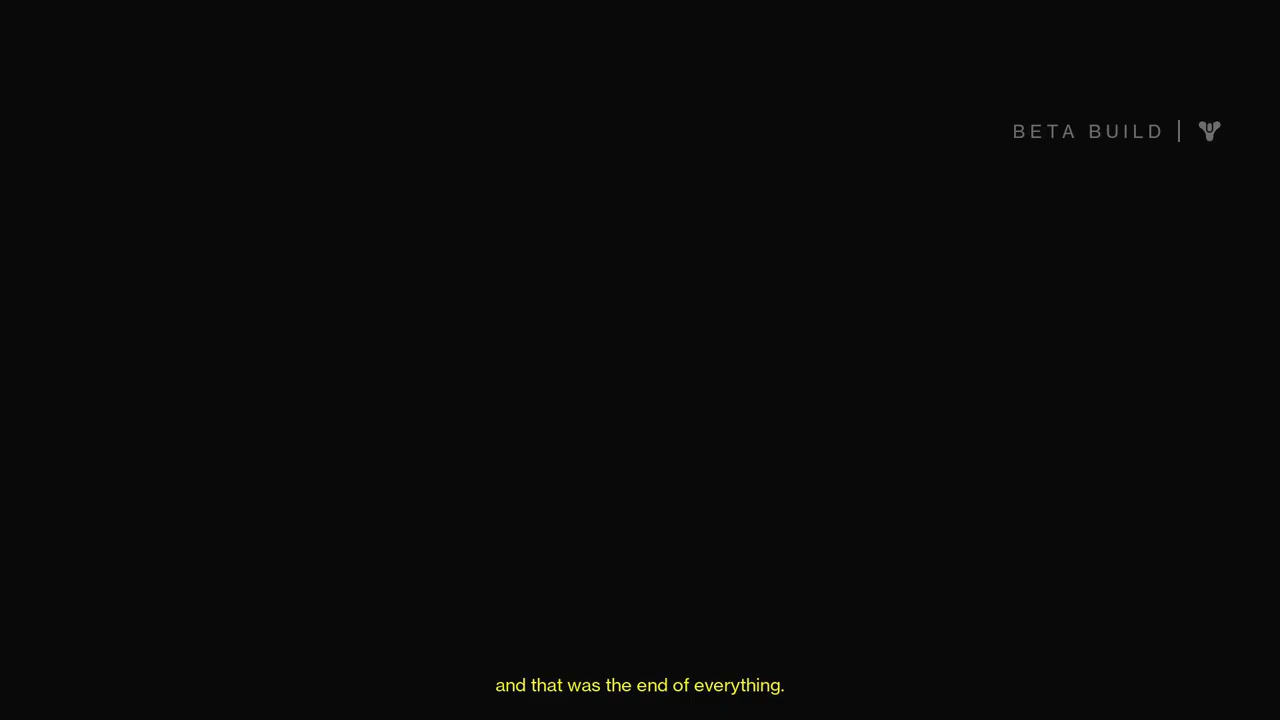 BETA BUILD
and that was the end of everything.